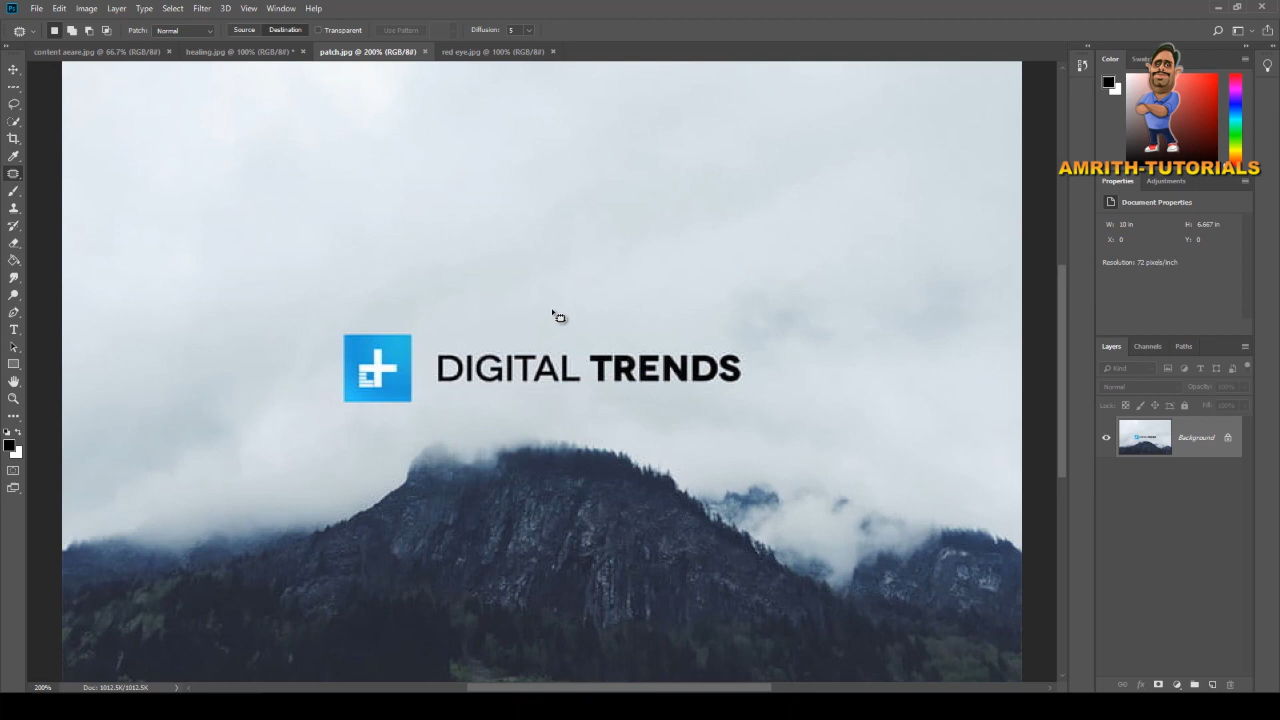 Ps File Edit Image Layer Type Select Filter 3D View Window Help
Patch: Normal Source Destination Transparent Use Pattern Diffusion: 5
content aeare.jpg @ 66.7% (RGB/8#) × healing.jpg @ 100% (RGB/8#) * × patch.jpg @ 200% (RGB/8#) × red eye.jpg @ 100% (RGB/8#) ×
Color
AMRITH-TUTORIALS
Properties Adjustments
Document Properties
W: 10 in H: 6.667 in
X: 0 Y: 0
Resolution: 72 pixels/inch
DIGITAL TRENDS
Layers Channels Paths
Kind
Normal Opacity: 100%
Lock: Fill: 100%
Background
200% Doc: 1012.5K/1012.5K